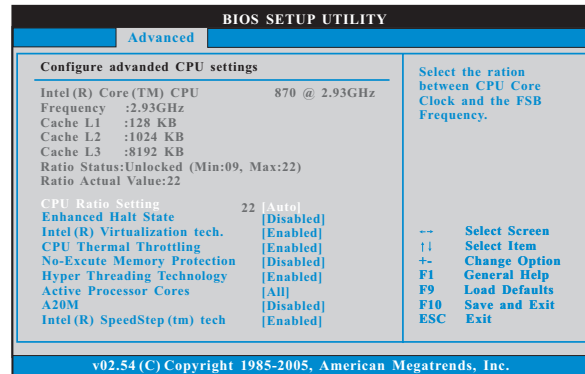 BIOS SETUP UTILITY
Advanced
Configure advanded CPU settings
Intel (R) Core (TM) CPU 870 @ 2.93GHz
Frequency :2.93GHz
Cache L1 :128 KB
Cache L2 :1024 KB
Cache L3 :8192 KB
Ratio Status:Unlocked (Min:09, Max:22)
Ratio Actual Value:22
CPU Ratio Setting 22 [Auto]
Enhanced Halt State [Disabled]
Intel (R) Virtualization tech. [Enabled]
CPU Thermal Throttling [Enabled]
No-Excute Memory Protection [Disabled]
Hyper Threading Technology [Enabled]
Active Processor Cores [All]
A20M [Disabled]
Intel (R) SpeedStep (tm) tech [Enabled]
Select the ration
between CPU Core
Clock and the FSB
Frequency.
←→ Select Screen
↑↓ Select Item
+- Change Option
F1 General Help
F9 Load Defaults
F10 Save and Exit
ESC Exit
v02.54 (C) Copyright 1985-2005, American Megatrends, Inc.